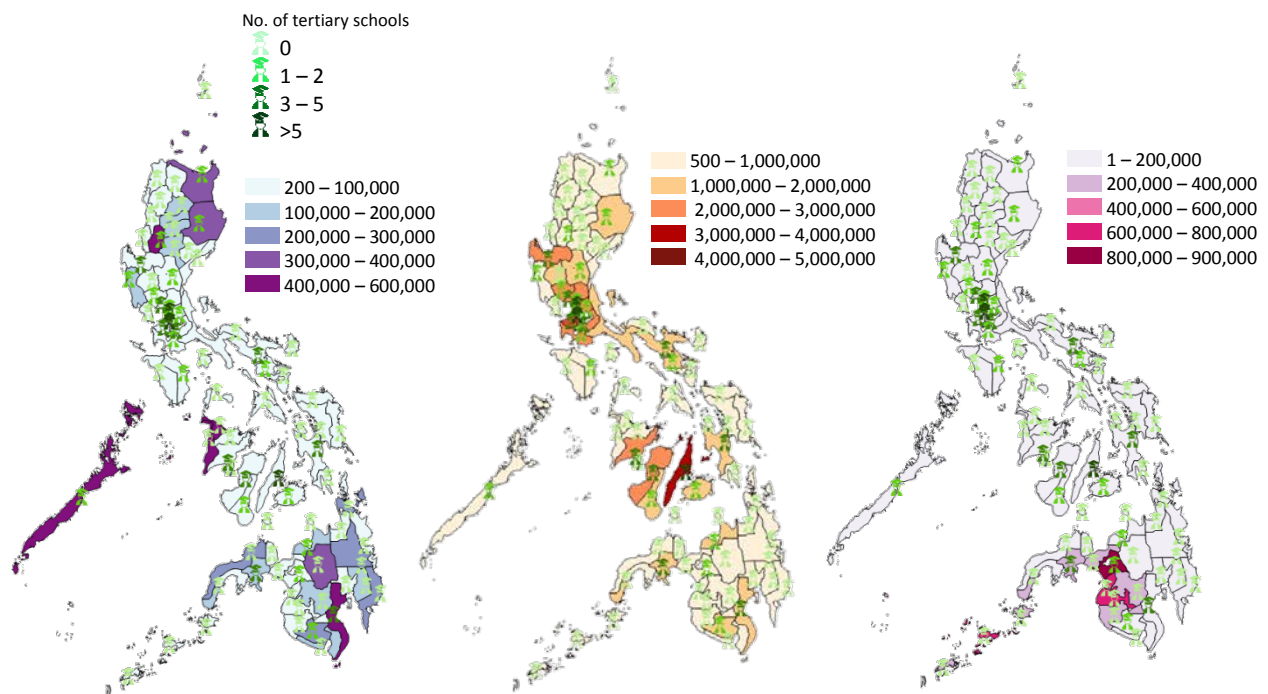 No. of tertiary schools
0
1 – 2
3 – 5
>5
200 – 100,000
100,000 – 200,000
200,000 – 300,000
300,000 – 400,000
400,000 – 600,000
500 – 1,000,000
1,000,000 – 2,000,000
2,000,000 – 3,000,000
3,000,000 – 4,000,000
4,000,000 – 5,000,000
1 – 200,000
200,000 – 400,000
400,000 – 600,000
600,000 – 800,000
800,000 – 900,000